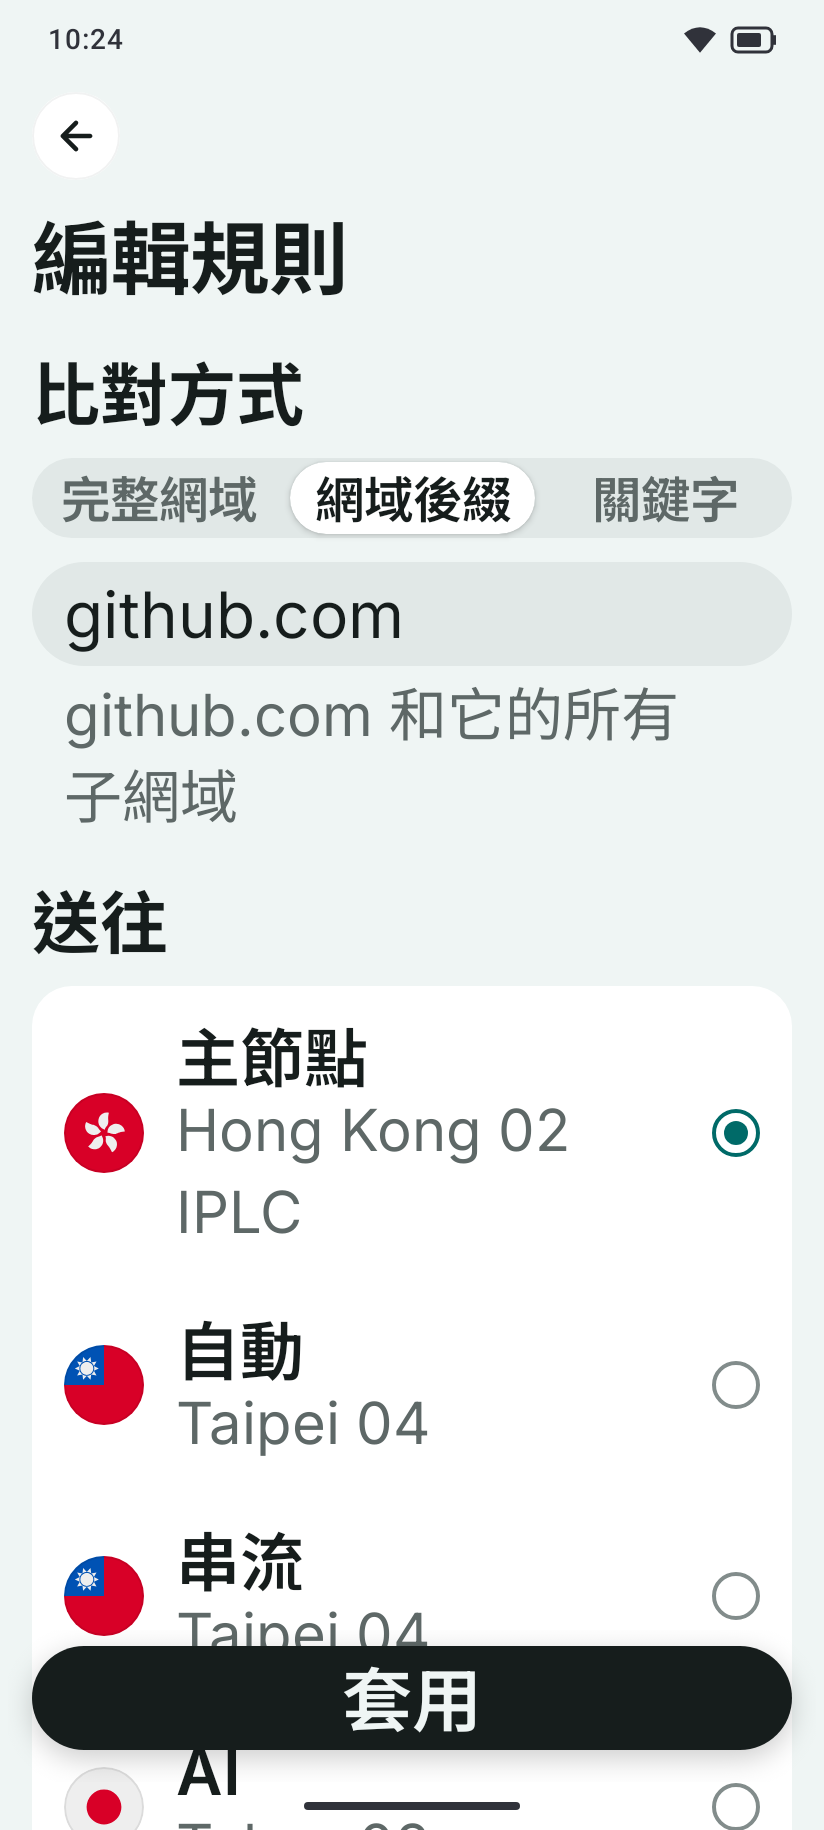 10:24
編輯規則
比對方式
完整網域
網域後綴
關鍵字
github.com
github.com 和它的所有
子網域
送往
主節點
Hong Kong 02
IPLC
自動
Taipei 04
串流
Taipei 04
套用
AI